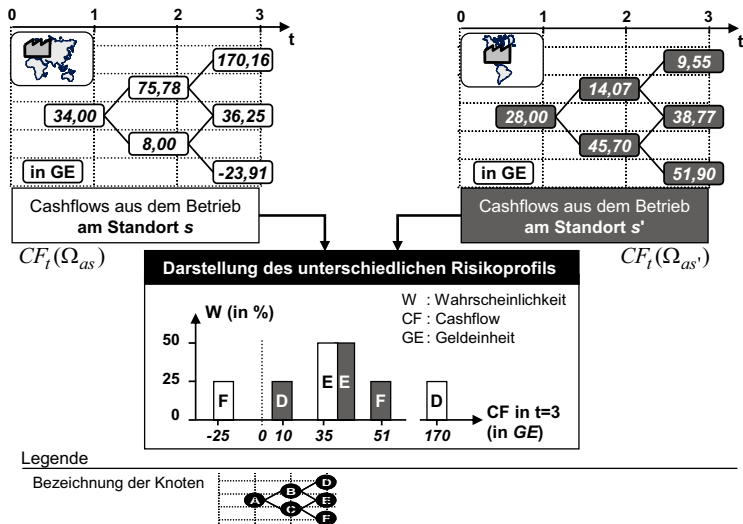 0 1 2 3
t
170,16
75,78
34,00 36,25
8,00
-23,91
in GE
Cashflows aus dem Betrieb
am Standort s
CF_t(Ω_as)
0 1 2 3
t
9,55
14,07
28,00 38,77
45,70
51,90
in GE
Cashflows aus dem Betrieb
am Standort s'
CF_t(Ω_as')
Darstellung des unterschiedlichen Risikoprofils
W (in %)
W : Wahrscheinlichkeit
CF : Cashflow
GE : Geldeinheit
50
25
0
F D E E F D
-25 0 10 35 51 170
CF in t=3
(in GE)
Legende
Bezeichnung der Knoten
D
B
A E
C
F